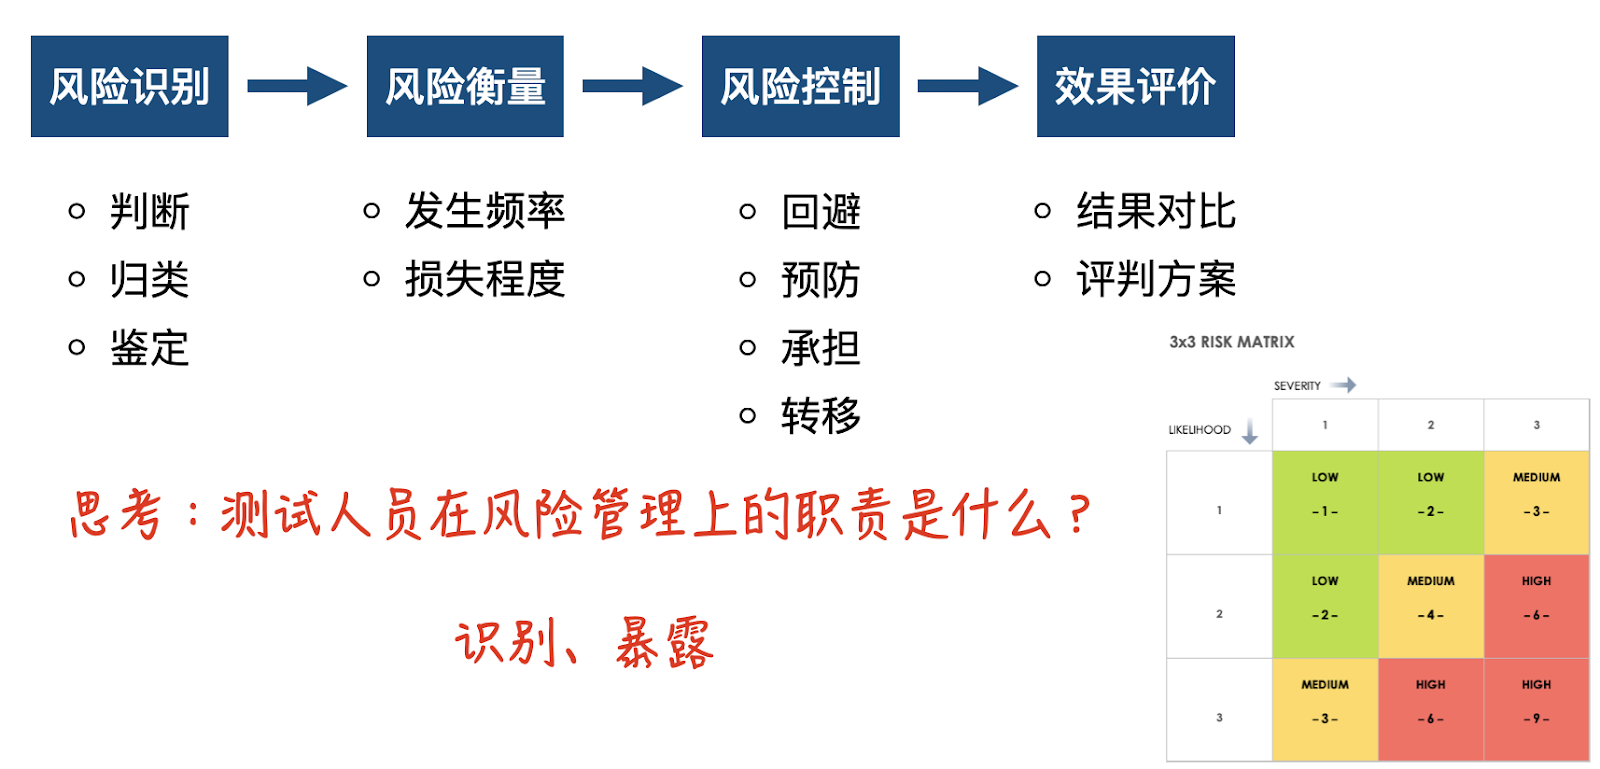 风险识别
风险衡量
风险控制
效果评价
判断
归类
鉴定
发生频率
损失程度
回避
预防
承担
转移
结果对比
评判方案
思考：测试人员在风险管理上的职责是什么？
识别、暴露
3x3 RISK MATRIX
SEVERITY
LIKELIHOOD
1 2 3
1
LOW LOW MEDIUM
– 1 – – 2 – – 3 –
2
LOW MEDIUM HIGH
– 2 – – 4 – – 6 –
3
MEDIUM HIGH HIGH
– 3 – – 6 – – 9 –